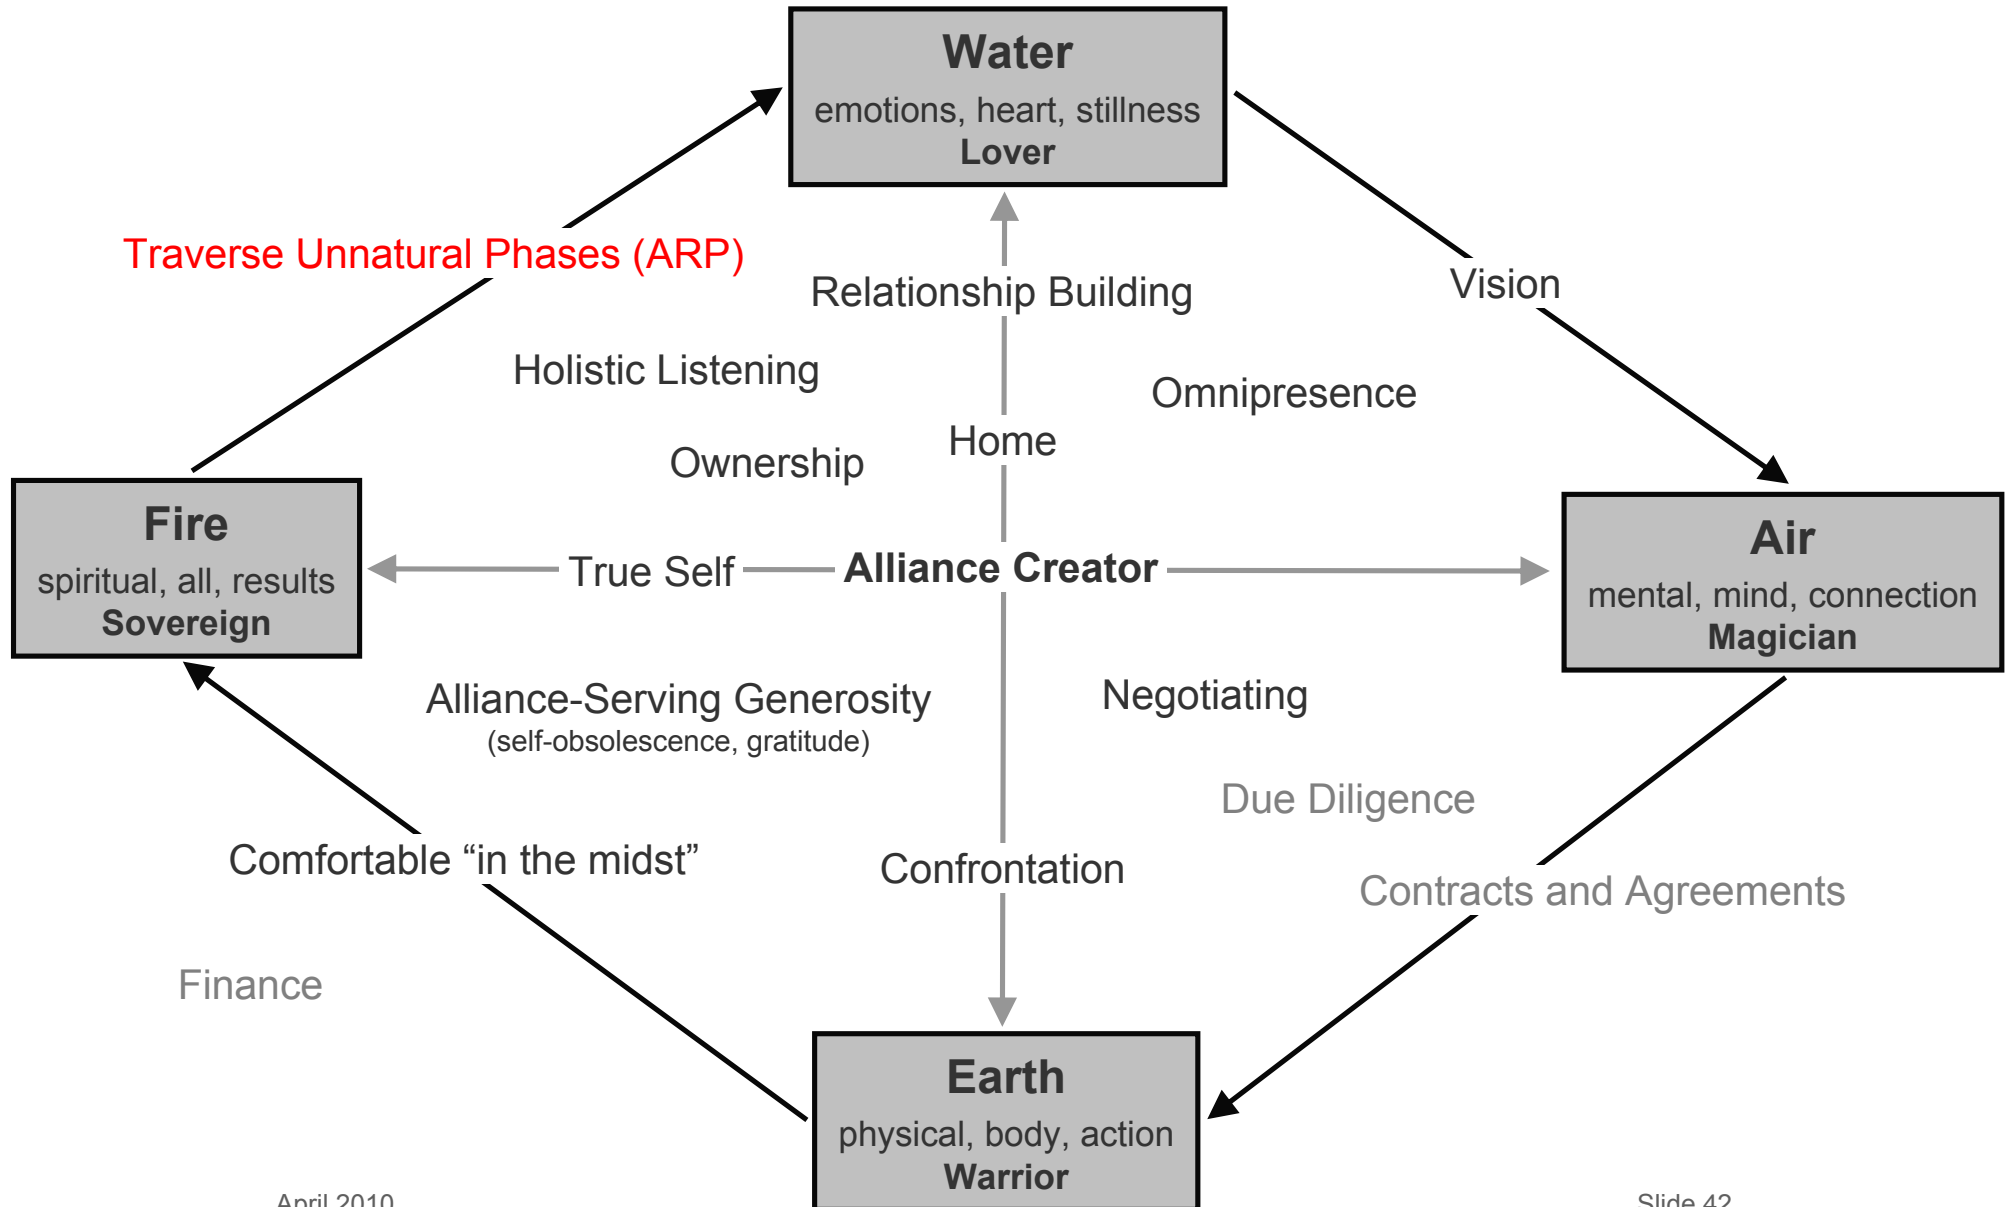 Water
emotions, heart, stillness
Lover
Traverse Unnatural Phases (ARP)
Relationship Building
Vision
Holistic Listening
Omnipresence
Home
Ownership
Fire
spiritual, all, results
Sovereign
True Self
Alliance Creator
Air
mental, mind, connection
Magician
Alliance-Serving Generosity
(self-obsolescence, gratitude)
Negotiating
Due Diligence
Comfortable “in the midst”
Confrontation
Contracts and Agreements
Finance
Earth
physical, body, action
Warrior
April 2010
Slide 42